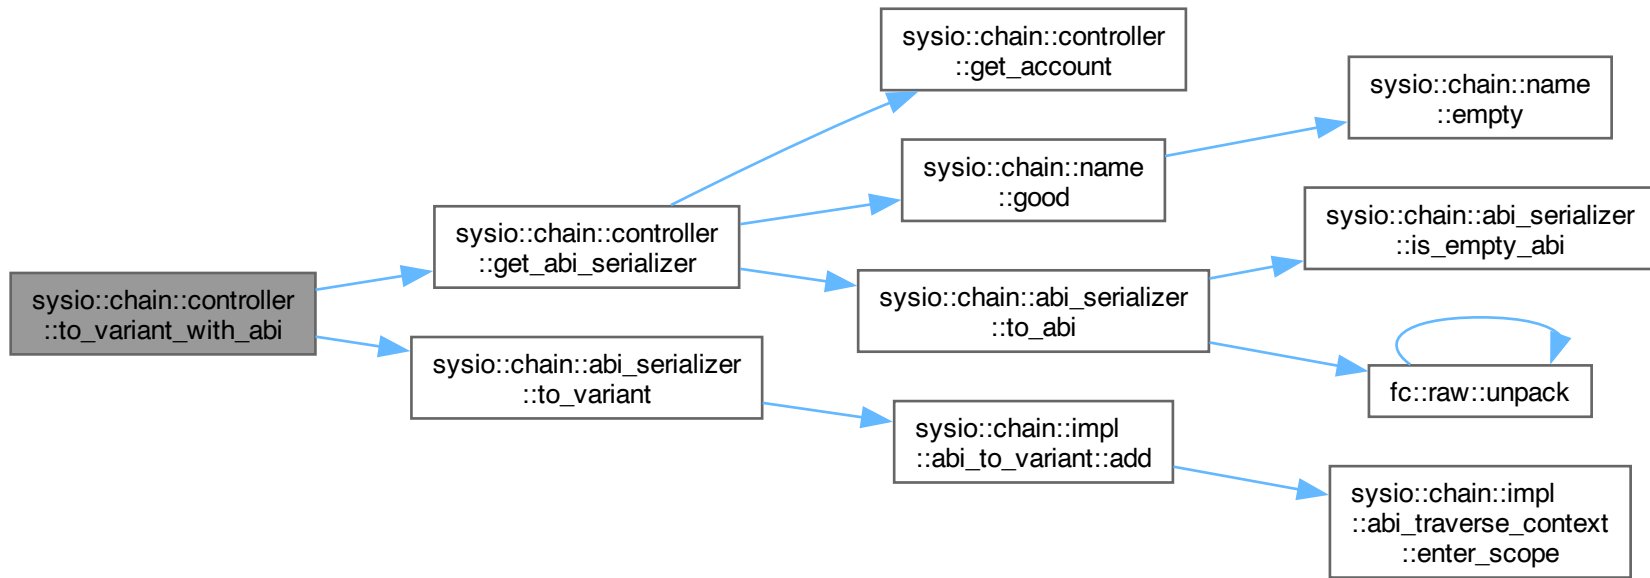 sysio::chain::controller
::to_variant_with_abi
sysio::chain::controller
::get_abi_serializer
sysio::chain::abi_serializer
::to_variant
sysio::chain::controller
::get_account
sysio::chain::name
::good
sysio::chain::abi_serializer
::to_abi
sysio::chain::impl
::abi_to_variant::add
sysio::chain::name
::empty
sysio::chain::abi_serializer
::is_empty_abi
fc::raw::unpack
sysio::chain::impl
::abi_traverse_context
::enter_scope